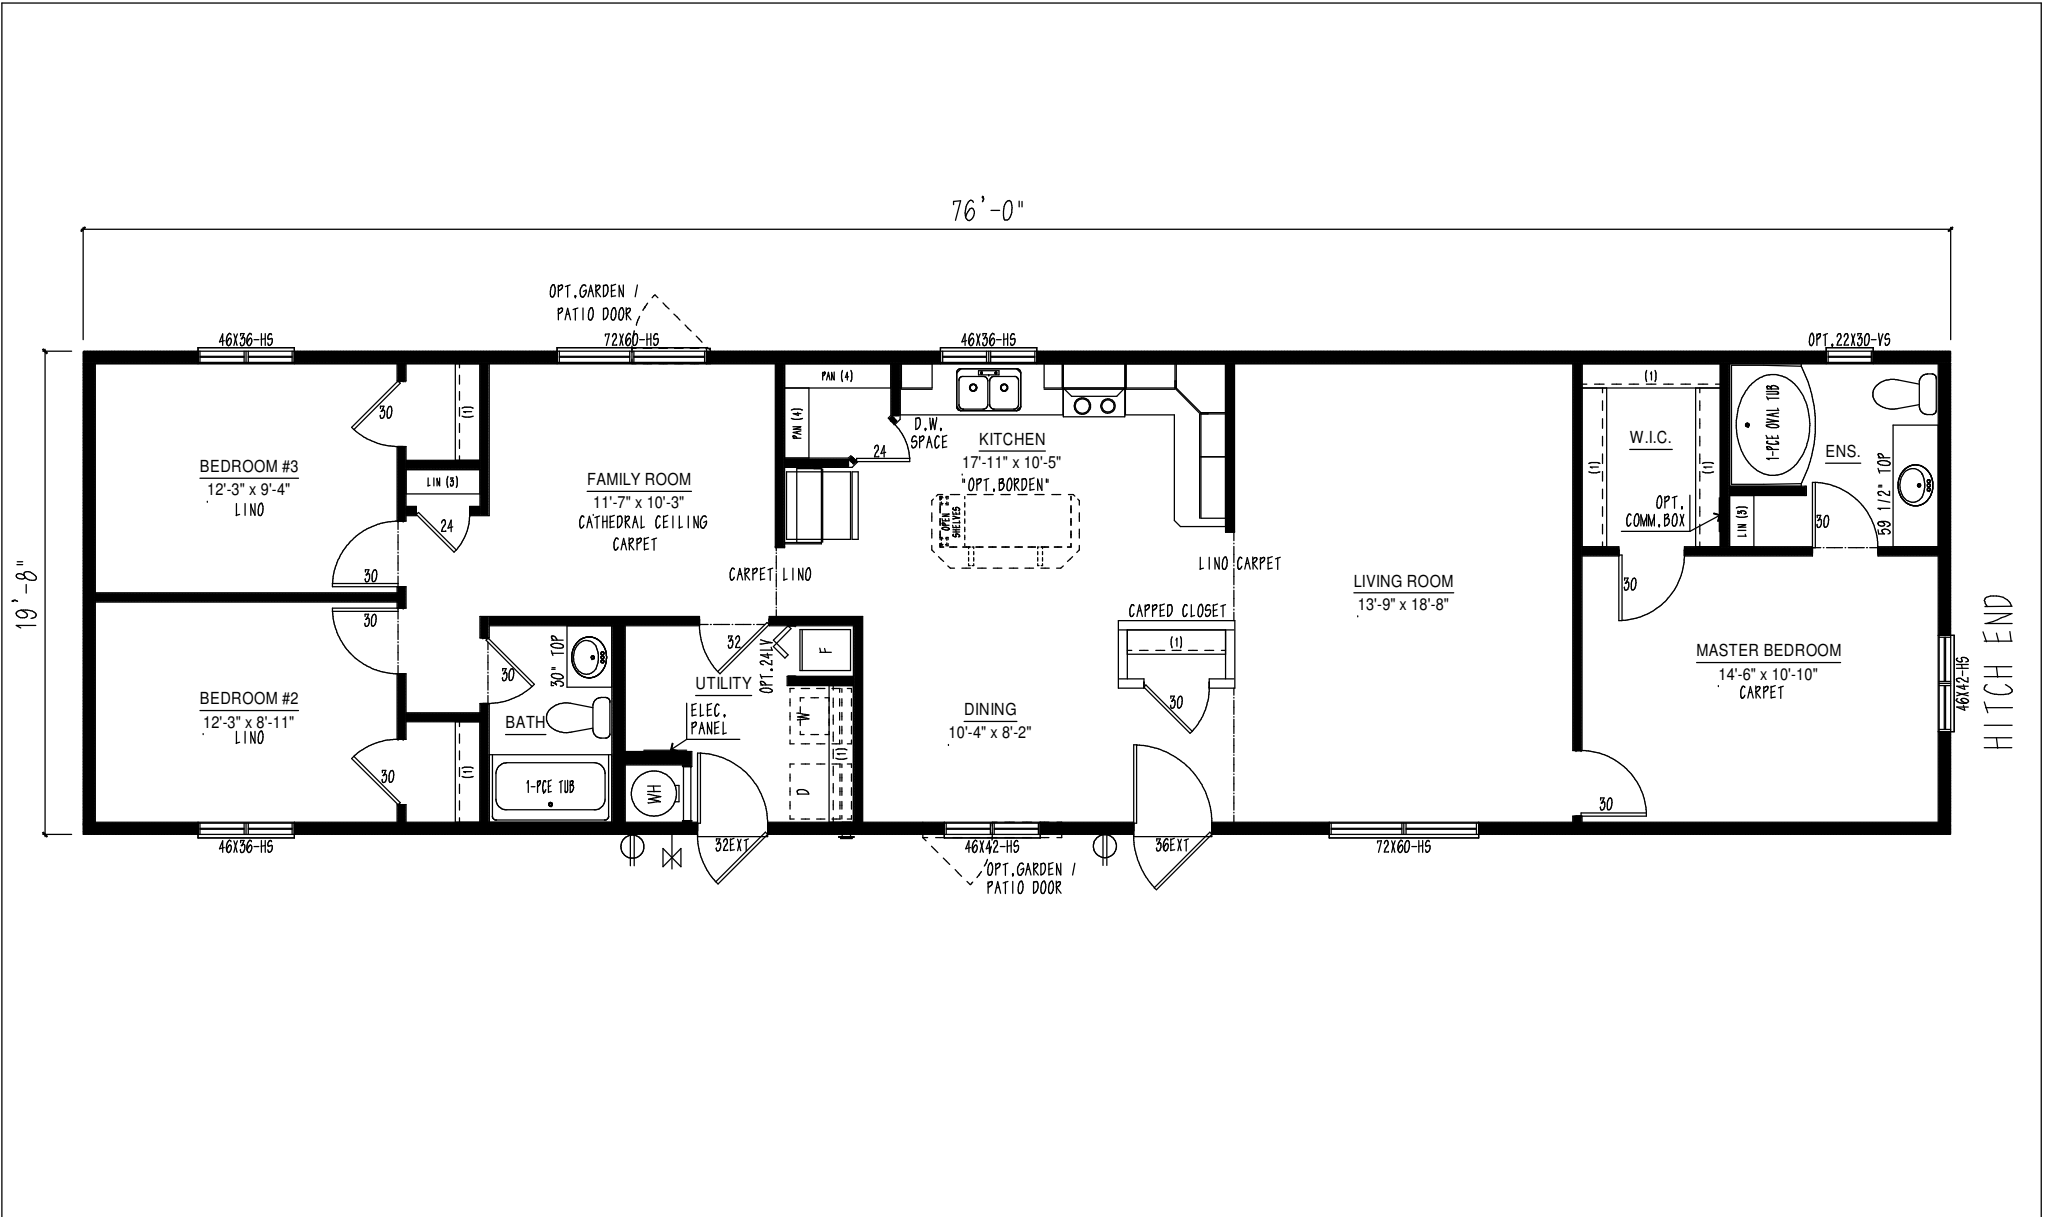 76'-0"
OPT.GARDEN /
PATIO DOOR
46X36-HS
72X60-HS
46X36-HS
OPT.22X30-VS
19'-8"
BEDROOM #3
12'-3" x 9'-4"
LINO
30
30
(1)
LIN (3)
24
FAMILY ROOM
11'-7" x 10'-3"
CATHEDRAL CEILING
CARPET
CARPET LINO
PAN (4)
PAN (4)
24
D.W.
SPACE
KITCHEN
17'-11" x 10'-5"
"OPT.BORDEN"
OPEN
SHELVES
LINO CARPET
CAPPED CLOSET
(1)
30
LIVING ROOM
13'-9" x 18'-8"
(1)
(1)
(1)
W.I.C.
OPT.
COMM.BOX
30
1-PCE OVAL TUB
ENS.
59 1/2" TOP
LIN (3)
30
MASTER BEDROOM
14'-6" x 10'-10"
CARPET
30
46X42-HS
HITCH END
BEDROOM #2
12'-3" x 8'-11"
LINO
30
30
(1)
30
30" TOP
BATH
1-PCE TUB
32
OPT.24LV
F
UTILITY
ELEC.
PANEL
W
D
(1)
WH
DINING
10'-4" x 8'-2"
46X36-HS
32EXT
46X42-HS
OPT.GARDEN /
PATIO DOOR
36EXT
72X60-HS